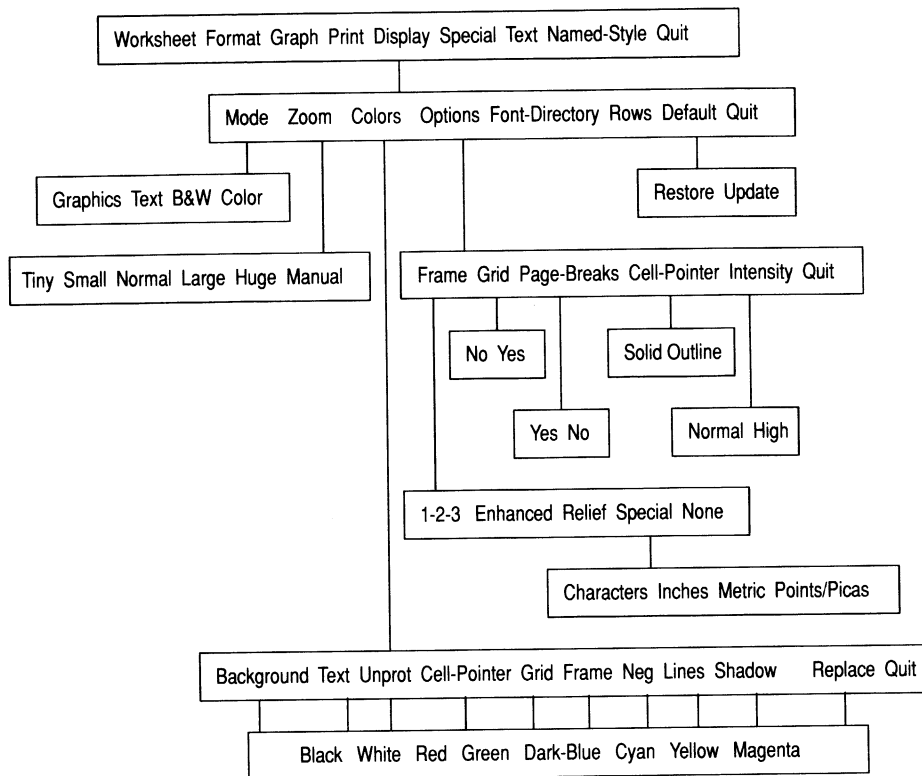 Worksheet Format Graph Print Display Special Text Named-Style Quit
Mode Zoom Colors Options Font-Directory Rows Default Quit
Graphics Text B&W Color
Restore Update
Tiny Small Normal Large Huge Manual
Frame Grid Page-Breaks Cell-Pointer Intensity Quit
No Yes
Solid Outline
Yes No
Normal High
1-2-3 Enhanced Relief Special None
Characters Inches Metric Points/Picas
Background Text Unprot Cell-Pointer Grid Frame Neg Lines Shadow Replace Quit
Black White Red Green Dark-Blue Cyan Yellow Magenta